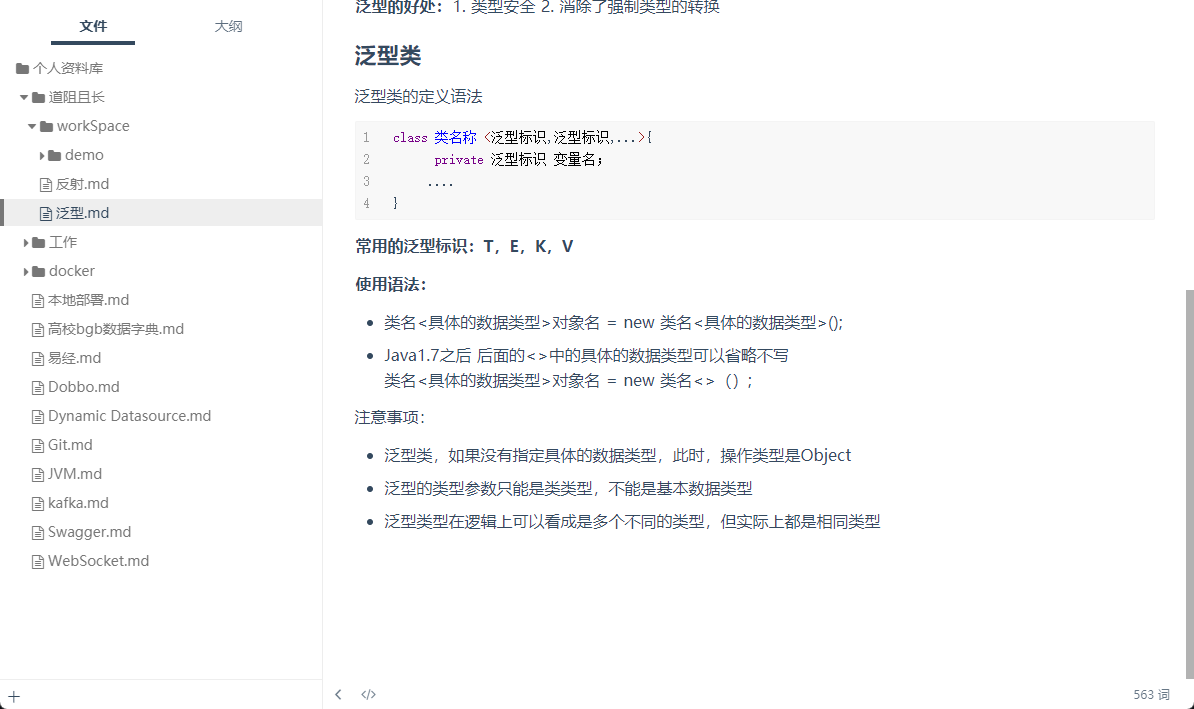 文件 大纲
个人资料库
道阻且长
workSpace
demo
反射.md
泛型.md
工作
docker
本地部署.md
高校bgb数据字典.md
易经.md
Dobbo.md
Dynamic Datasource.md
Git.md
JVM.md
kafka.md
Swagger.md
WebSocket.md
泛型的好处：1. 类型安全 2. 消除了强制类型的转换
泛型类
泛型类的定义语法
1 class 类名称 <泛型标识,泛型标识,...>{
2 private 泛型标识 变量名;
3 ....
4 }
常用的泛型标识：T，E，K，V
使用语法：
类名<具体的数据类型>对象名 = new 类名<具体的数据类型>();
Java1.7之后 后面的<>中的具体的数据类型可以省略不写
类名<具体的数据类型>对象名 = new 类名<>（）;
注意事项：
泛型类，如果没有指定具体的数据类型，此时，操作类型是Object
泛型的类型参数只能是类类型，不能是基本数据类型
泛型类型在逻辑上可以看成是多个不同的类型，但实际上都是相同类型
563 词